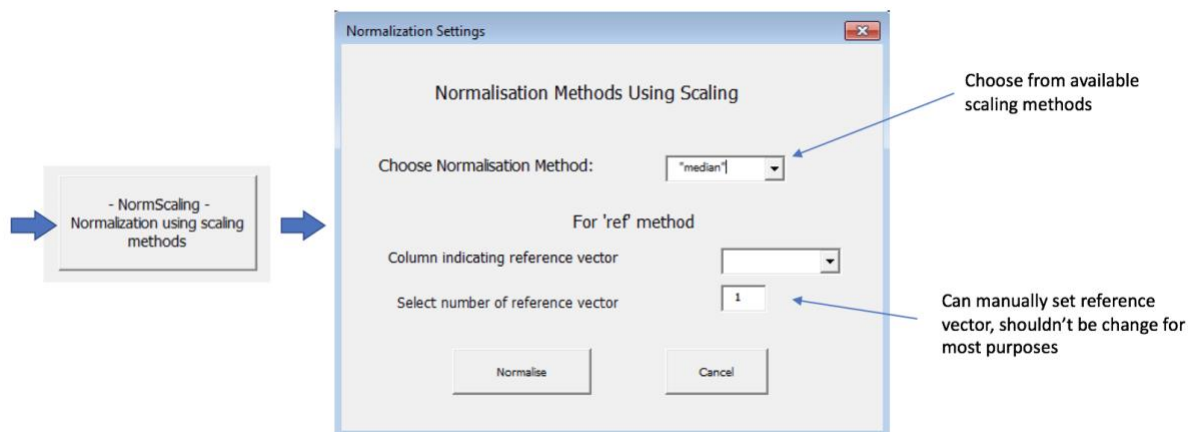 - NormScaling -
Normalization using scaling
methods
Normalization Settings
Normalisation Methods Using Scaling
Choose Normalisation Method:
"median"
For 'ref' method
Column indicating reference vector
Select number of reference vector
1
Normalise
Cancel
Choose from available
scaling methods
Can manually set reference
vector, shouldn't be change for
most purposes